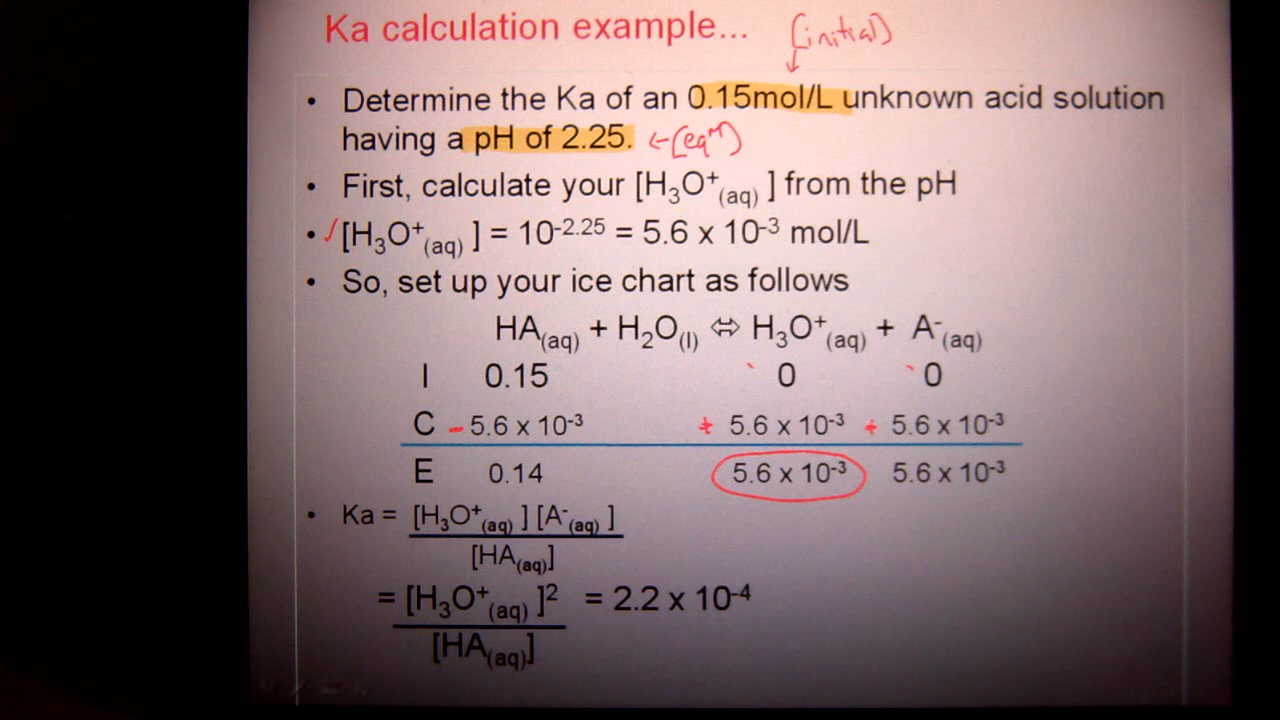 Ka calculation example... [initial]
• Determine the Ka of an 0.15mol/L unknown acid solution
having a pH of 2.25. ←[eqᵐ]
• First, calculate your [H₃O⁺(aq) ] from the pH
• ✓[H₃O⁺(aq) ] = 10⁻²·²⁵ = 5.6 x 10⁻³ mol/L
• So, set up your ice chart as follows
HA(aq) + H₂O(l) ⇔ H₃O⁺(aq) + A⁻(aq)
I 0.15 0 0
C - 5.6 x 10⁻³ + 5.6 x 10⁻³ + 5.6 x 10⁻³
E 0.14 5.6 x 10⁻³ 5.6 x 10⁻³
• Ka = [H₃O⁺(aq) ] [A⁻(aq) ]
[HA(aq)]
= [H₃O⁺(aq) ]² = 2.2 x 10⁻⁴
[HA(aq)]